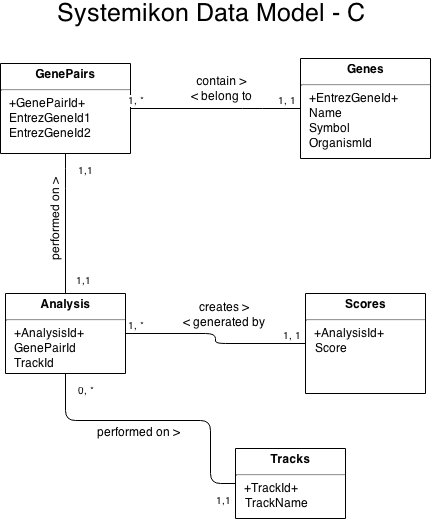 Systemikon Data Model - C
GenePairs
+GenePairId+
EntrezGeneId1
EntrezGeneId2
1, *
contain >
< belong to
1, 1
Genes
+EntrezGeneId+
Name
Symbol
OrganismId
1,1
performed on >
1,1
Analysis
+AnalysisId+
GenePairId
TrackId
1, *
creates >
< generated by
1, 1
Scores
+AnalysisId+
Score
0, *
performed on >
1,1
Tracks
+TrackId+
TrackName